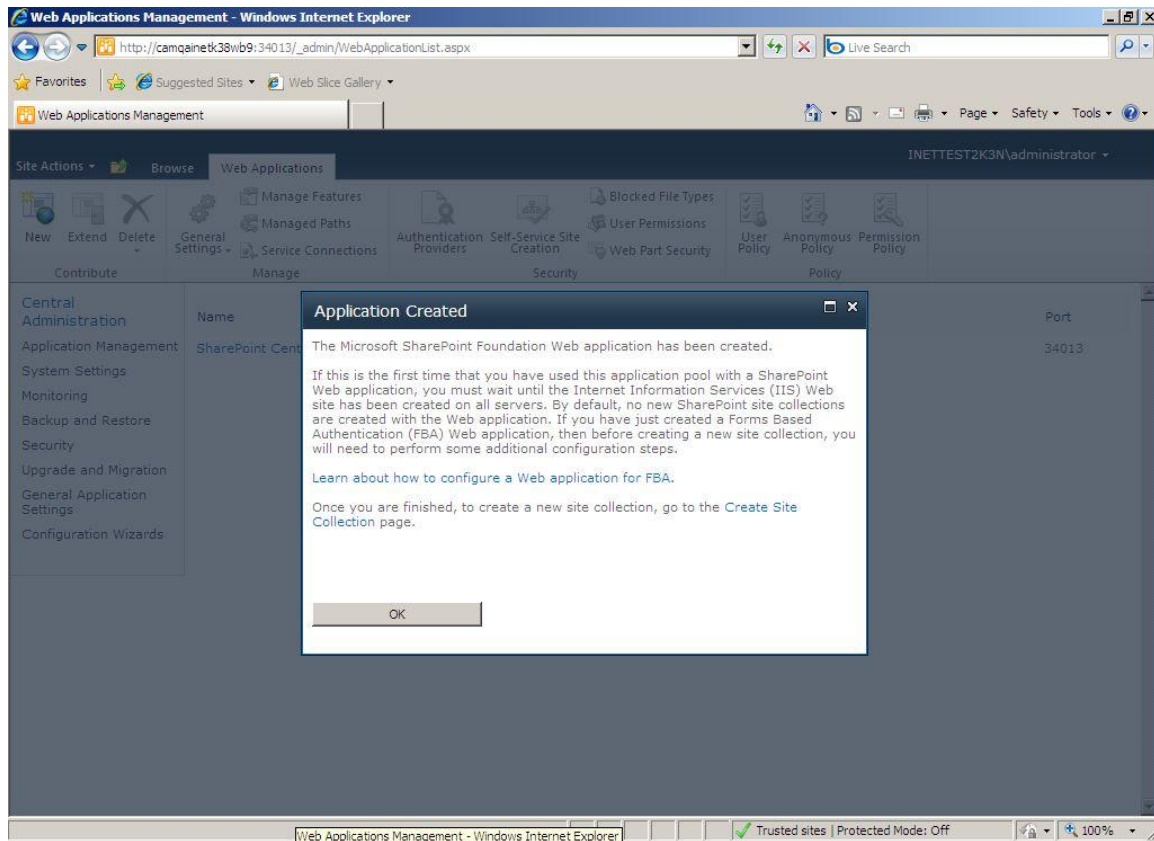 Web Applications Management - Windows Internet Explorer
http://camqainetk38wb9:34013/_admin/WebApplicationList.aspx
Live Search
Favorites
Suggested Sites
Web Slice Gallery
Web Applications Management
Page
Safety
Tools
INETTEST2K3N\administrator
Site Actions
Browse
Web Applications
New
Extend
Delete
General
Settings
Manage Features
Managed Paths
Service Connections
Authentication
Providers
Self-Service Site
Creation
Blocked File Types
User Permissions
Web Part Security
User
Policy
Anonymous
Policy
Permission
Policy
Contribute
Manage
Security
Policy
Central
Administration
Application Management
System Settings
Monitoring
Backup and Restore
Security
Upgrade and Migration
General Application
Settings
Configuration Wizards
Name
Port
SharePoint Cent
34013
Application Created
The Microsoft SharePoint Foundation Web application has been created.
If this is the first time that you have used this application pool with a SharePoint
Web application, you must wait until the Internet Information Services (IIS) Web
site has been created on all servers. By default, no new SharePoint site collections
are created with the Web application. If you have just created a Forms Based
Authentication (FBA) Web application, then before creating a new site collection, you
will need to perform some additional configuration steps.
Learn about how to configure a Web application for FBA.
Once you are finished, to create a new site collection, go to the Create Site
Collection page.
OK
Web Applications Management - Windows Internet Explorer
Trusted sites | Protected Mode: Off
100%